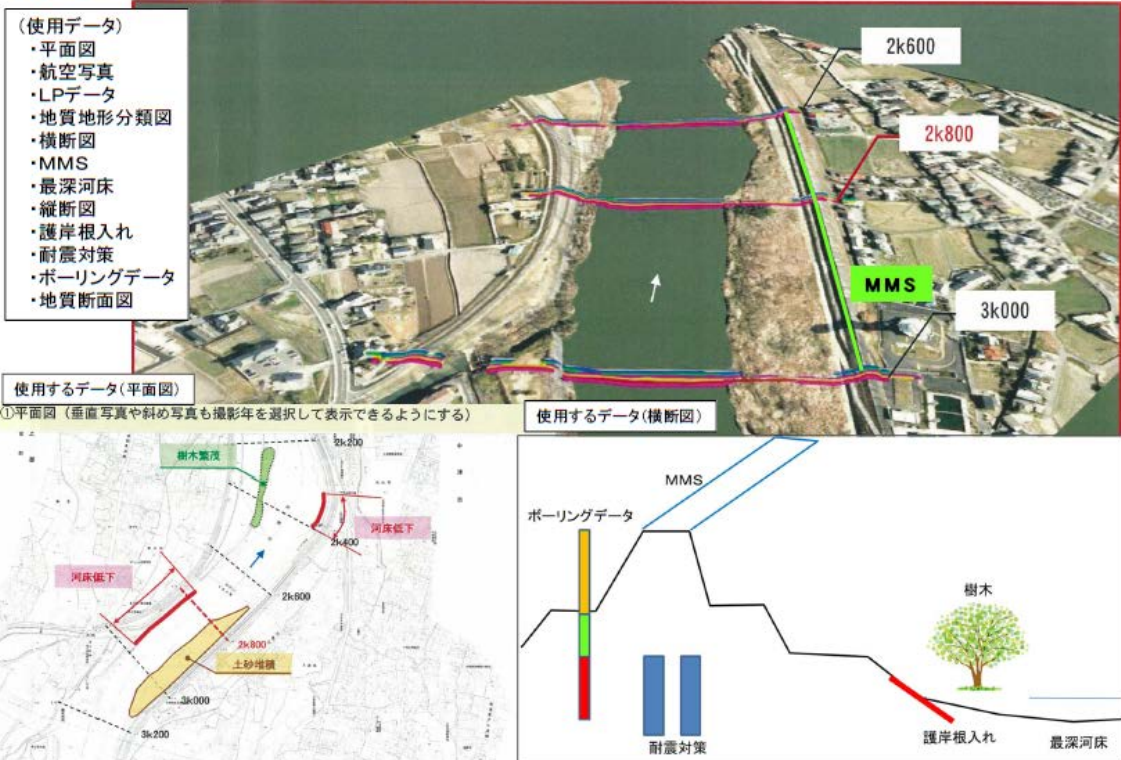 (使用データ)
・平面図
・航空写真
・LPデータ
・地質地形分類図
・横断図
・MMS
・最深河床
・縦断図
・護岸根入れ
・耐震対策
・ボーリングデータ
・地質断面図
2k600
2k800
MMS
3k000
使用するデータ(平面図)
①平面図(垂直写真や斜め写真も撮影年を選択して表示できるようにする)
使用するデータ(横断図)
2k200
樹木繁茂
河床低下
2k400
河床低下
2k600
2k800
土砂堆積
3k000
3k200
MMS
ボーリングデータ
樹木
耐震対策
護岸根入れ
最深河床